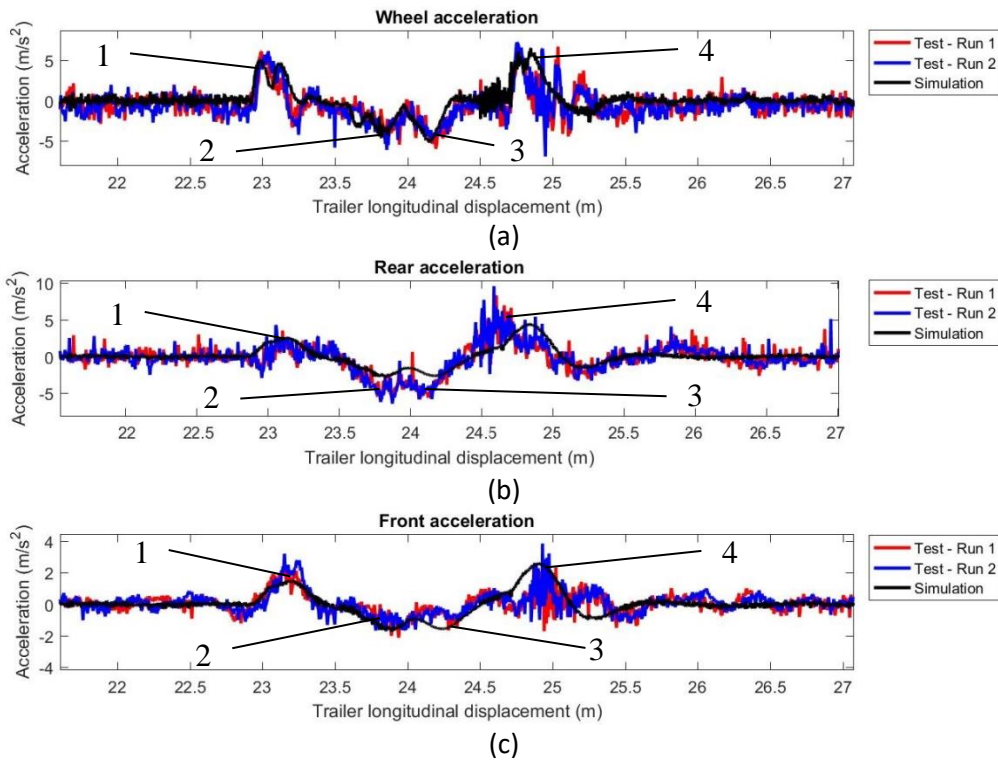 Wheel acceleration
Acceleration (m/s²)
5
0
-5
1
2
3
4
22 22.5 23 23.5 24 24.5 25 25.5 26 26.5 27
Trailer longitudinal displacement (m)
Test - Run 1
Test - Run 2
Simulation
(a)
Rear acceleration
Acceleration (m/s²)
10
5
0
-5
1
2
3
4
22 22.5 23 23.5 24 24.5 25 25.5 26 26.5 27
Trailer longitudinal displacement (m)
Test - Run 1
Test - Run 2
Simulation
(b)
Front acceleration
Acceleration (m/s²)
4
2
0
-2
-4
1
2
3
4
22 22.5 23 23.5 24 24.5 25 25.5 26 26.5 27
Trailer longitudinal displacement (m)
Test - Run 1
Test - Run 2
Simulation
(c)